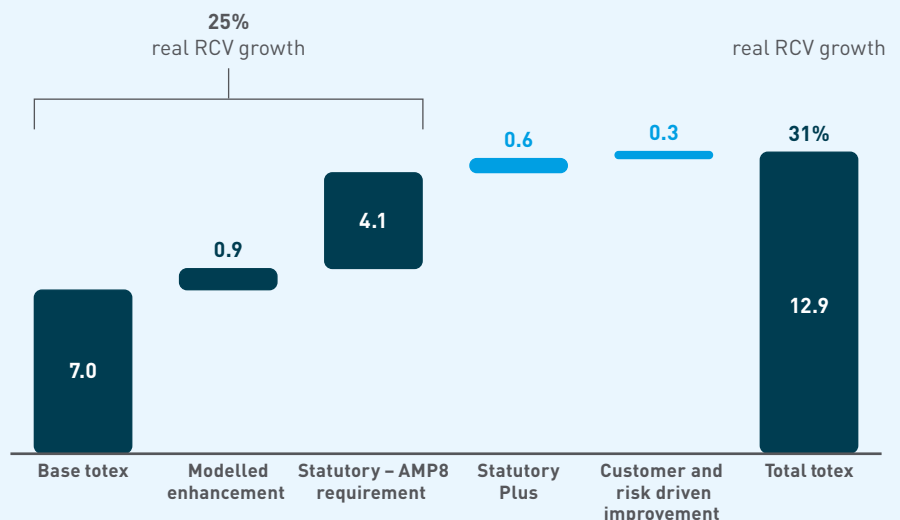 25%
real RCV growth
real RCV growth
0.6
0.3
31%
4.1
0.9
12.9
7.0
Base totex
Modelled
enhancement
Statutory – AMP8
requirement
Statutory
Plus
Customer and
risk driven
improvement
Total totex